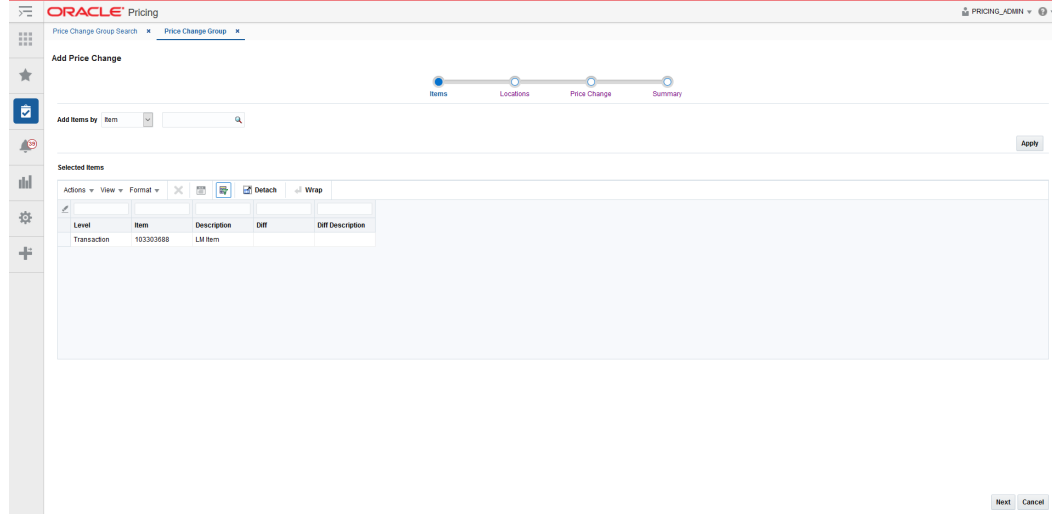 ORACLE Pricing PRICING_ADMIN
Price Change Group Search × Price Change Group ×
Add Price Change
Items Locations Price Change Summary
Add Items by Item
Apply
39
Selected Items
Actions View Format Detach Wrap
Level Item Description Diff Diff Description
Transaction 103303688 LM Item
Next Cancel